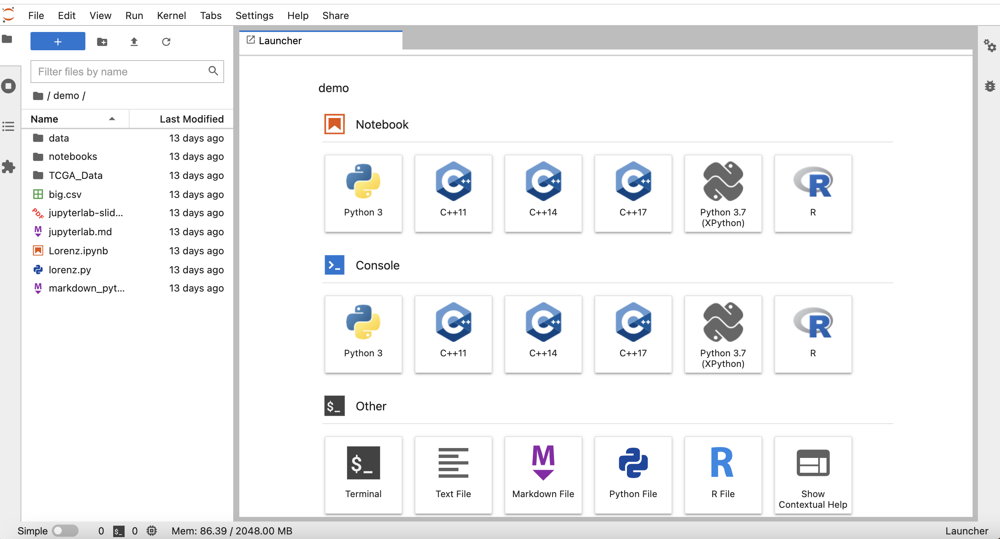 File Edit View Run Kernel Tabs Settings Help Share
+
Launcher
Filter files by name
/ demo /
Name Last Modified
data 13 days ago
notebooks 13 days ago
TCGA_Data 13 days ago
big.csv 13 days ago
PDF jupyterlab-slid... 13 days ago
M jupyterlab.md 13 days ago
Lorenz.ipynb 13 days ago
lorenz.py 13 days ago
M markdown_pyt... 13 days ago
demo
Notebook
Python 3
C++11
C++14
C++17
Python 3.7
(XPython)
R
>_ Console
Python 3
C++11
C++14
C++17
Python 3.7
(XPython)
R
$_ Other
$_
Terminal
Text File
M
Markdown File
Python File
R
R File
Show
Contextual Help
Simple 0 $_ 0 Mem: 86.39 / 2048.00 MB Launcher